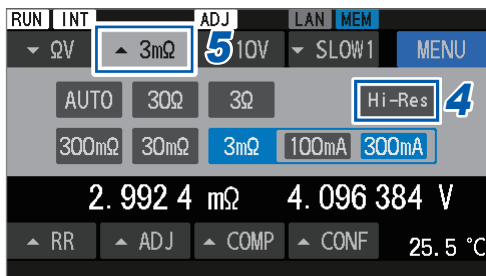 RUN INT ADJ LAN MEM
ΩV 3mΩ 5 10V SLOW1 MENU
AUTO 30Ω 3Ω Hi-Res 4
300mΩ 30mΩ 3mΩ 100mA 300mA
2.992 4 mΩ 4.096 384 V
RR ADJ COMP CONF 25.5 °C